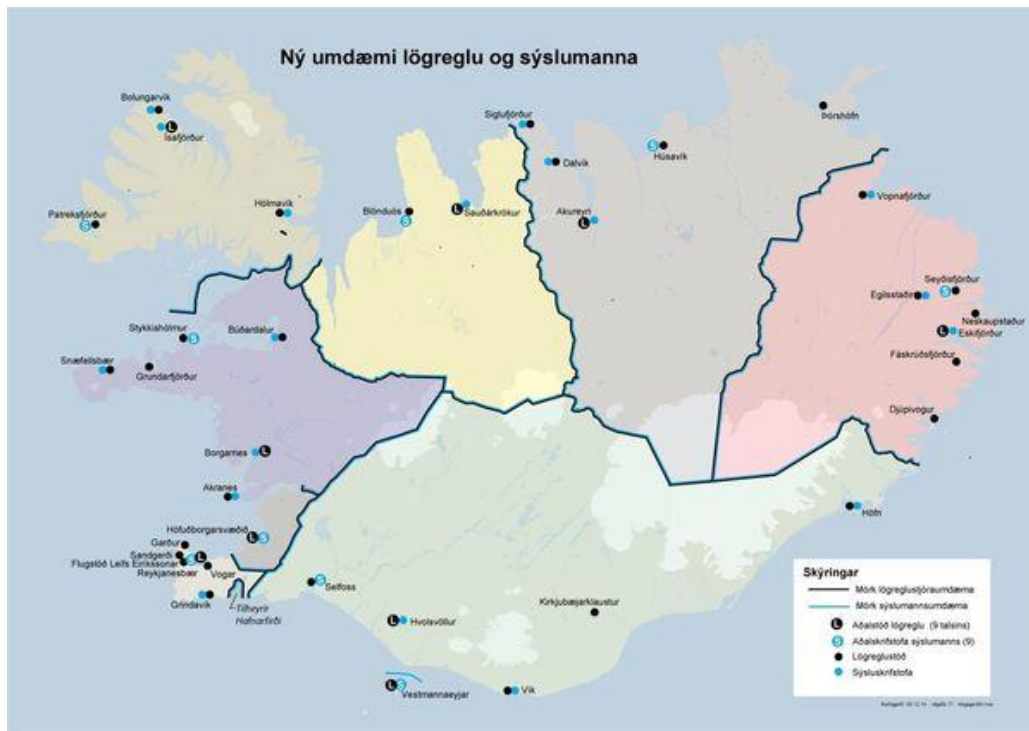 Ný umdæmi lögreglu og sýslumanna
Bolungarvík
Ísafjörður
Patreksfjörður
Hólmavík
Siglufjörður
Dalvík
Húsavík
Þórshöfn
Blönduós
Sauðárkrókur
Akureyri
Vopnafjörður
Seyðisfjörður
Egilsstaðir
Neskaupstaður
Eskifjörður
Fáskrúðsfjörður
Djúpivogur
Stykkishólmur
Búðardalur
Snæfellsbær
Grundarfjörður
Borgarnes
Akranes
Höfuðborgarsvæðið
Garður
Sandgerði
Flugstöð Leifs Eiríkssonar
Reykjanesbær
Vogar
Grindavík
Tilheyrir
Hafnarfirði
Selfoss
Hvolsvöllur
Kirkjubæjarklaustur
Höfn
Vestmannaeyjar
Vík
Skýringar
Mörk lögreglustjóraumdæma
Mörk sýslumannsumdæma
L Aðalstöð lögreglu (9 talsins)
S Aðalskrifstofa sýslumanns (9)
Lögreglustöð
Sýsluskrifstofa